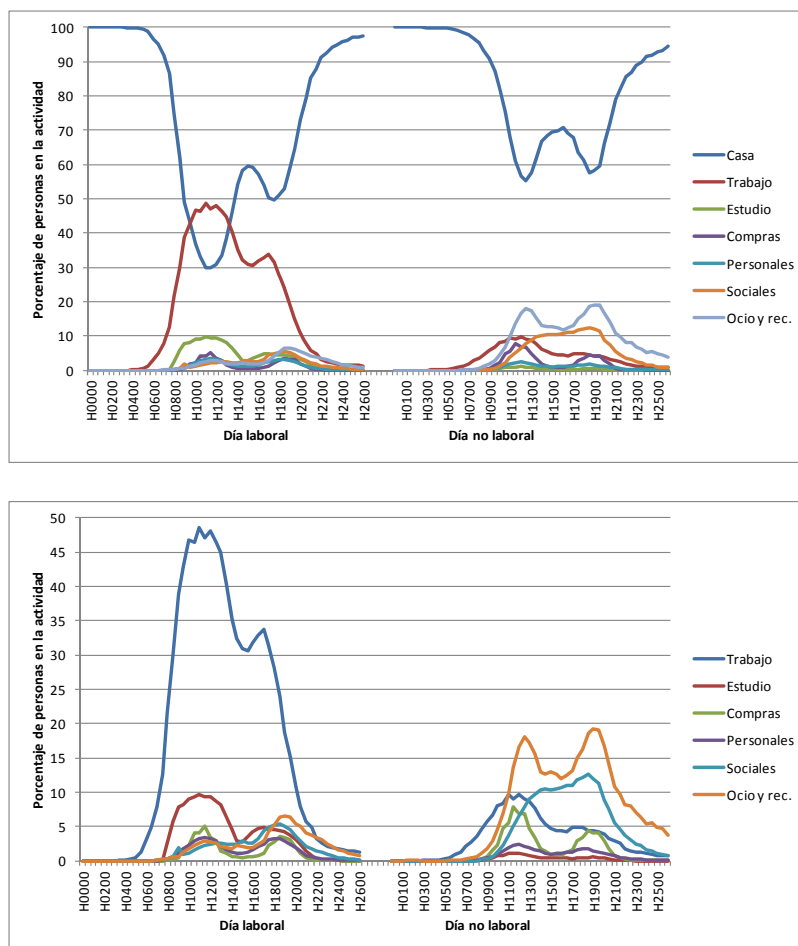 100
90
80
70
60
50
40
30
20
10
0
Porcentaje de personas en la actividad
H0000
H0200
H0400
H0600
H0800
H1000
H1200
H1400
H1600
H1800
H2000
H2200
H2400
H2600
H0100
H0300
H0500
H0700
H0900
H1100
H1300
H1500
H1700
H1900
H2100
H2300
H2500
Día laboral
Día no laboral
Casa
Trabajo
Estudio
Compras
Personales
Sociales
Ocio y rec.
50
45
40
35
30
25
20
15
10
5
0
Porcentaje de personas en la actividad
H0000
H0200
H0400
H0600
H0800
H1000
H1200
H1400
H1600
H1800
H2000
H2200
H2400
H2600
H0100
H0300
H0500
H0700
H0900
H1100
H1300
H1500
H1700
H1900
H2100
H2300
H2500
Día laboral
Día no laboral
Trabajo
Estudio
Compras
Personales
Sociales
Ocio y rec.